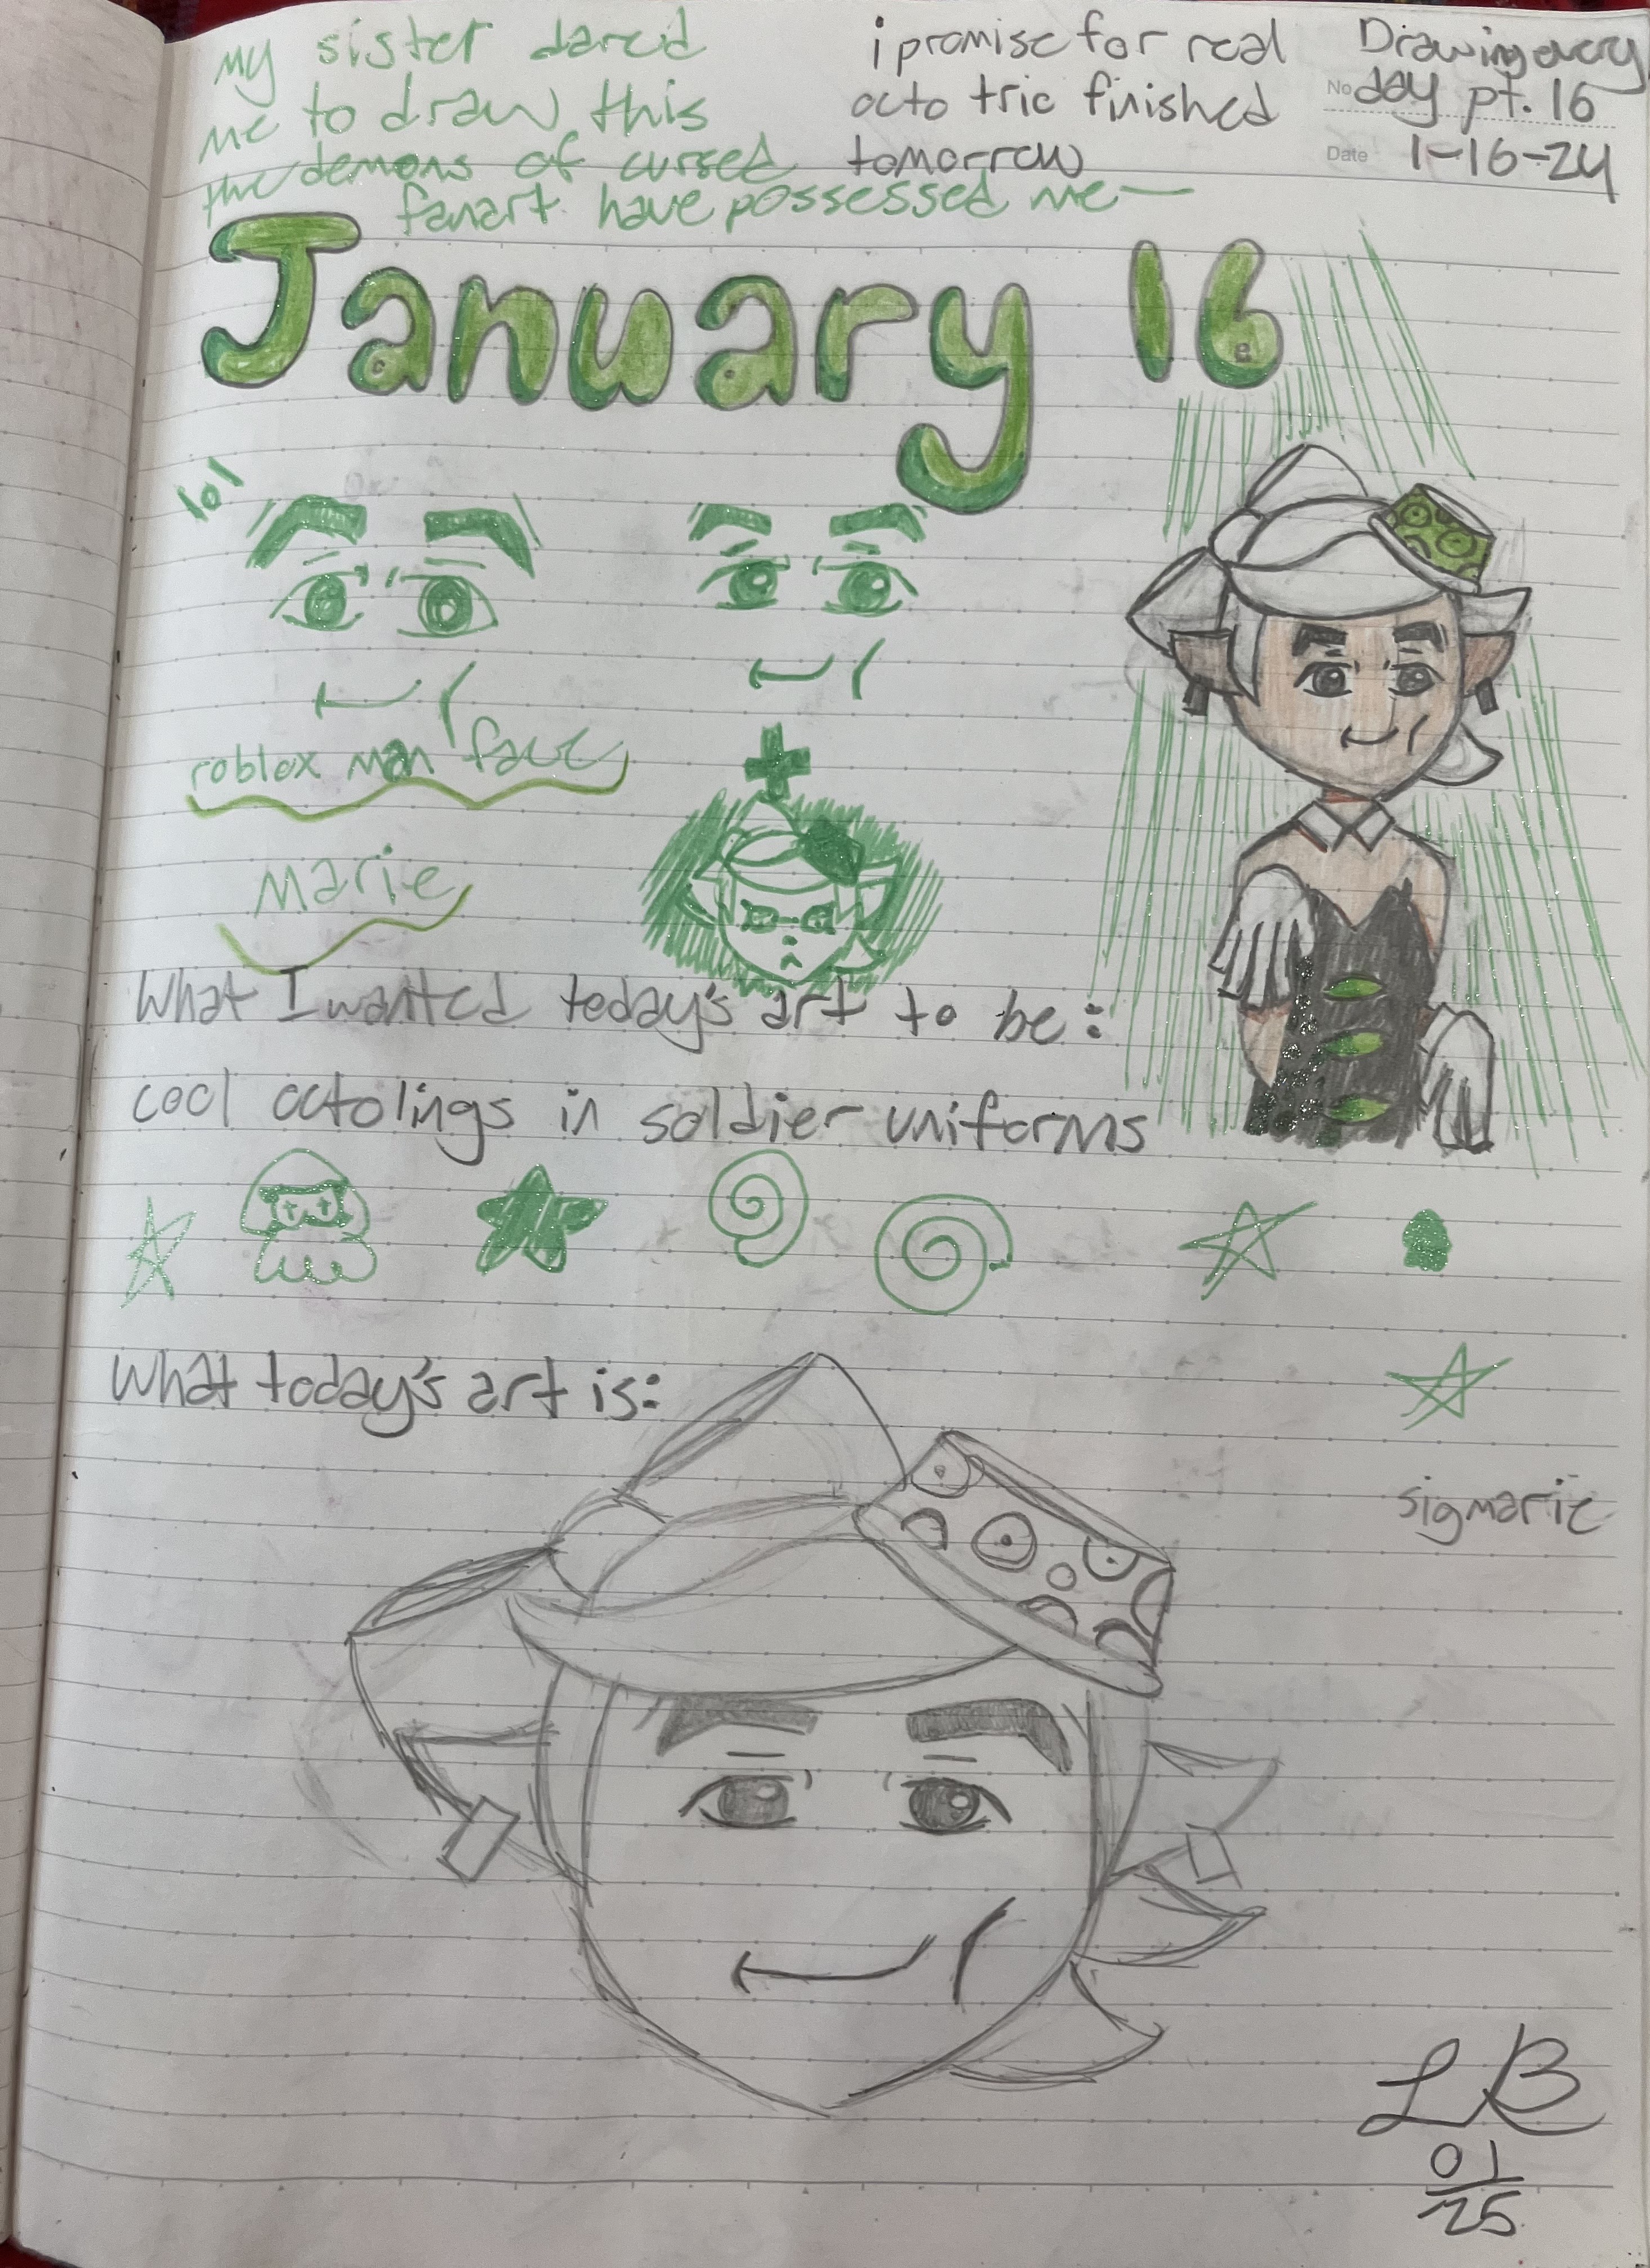 my sister dared
me to draw this
the demons of cursed
fanart have possessed me—
i promise for real
octo trio finished
tomorrow
Drawing every
No day pt. 16
Date 1-16-24
January 16
lol
roblox man face
+
Marie
What I wanted today's art to be:
cool octolings in soldier uniforms
What today's art is:
sigmarie
LB
01
25